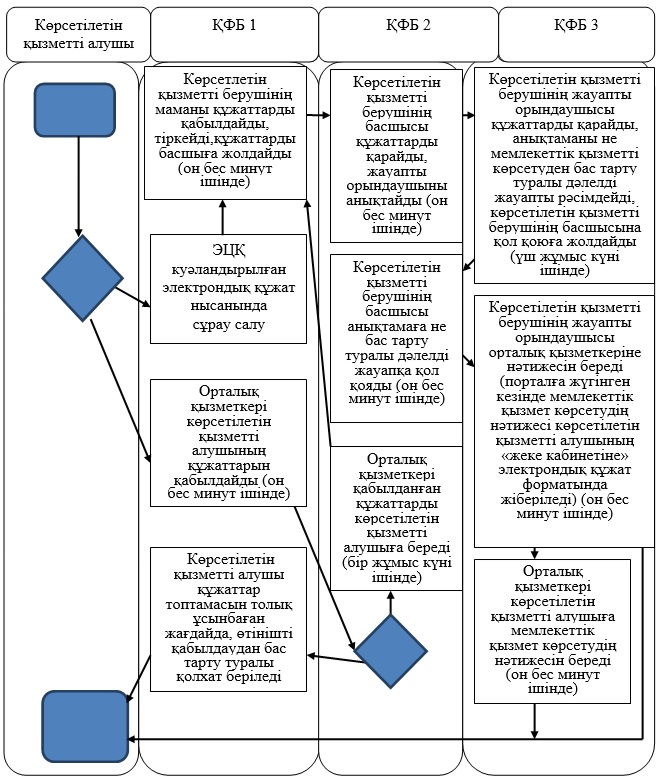 Көрсетілетін
қызметті алушы
ҚФБ 1
ҚФБ 2
ҚФБ 3
Көрсетлетін
қызметті берушінің
маманы құжаттарды
қабылдайды,
тіркейді,құжаттарды
басшыға жолдайды
(он бес минут
ішінде)
Көрсетілетін
қызметті
берушінің
басшысы
құжаттарды
қарайды,
жауапты
орындаушыны
анықтайды (он
бес минут
ішінде)
Көрсетілетін қызметті
берушінің жауапты
орындаушысы
құжаттарды қарайды,
анықтаманы не
мемлекеттік қызметті
көрсетуден бас тарту
туралы дәлелді
жауапты рәсімдейді,
көрсетілетін қызметті
берушінің басшысына
қол қоюға жолдайды
(үш жұмыс күні
ішінде)
ЭЦҚ
куәландырылған
электрондық құжат
нысанында
сұрау салу
Көрсетілетін
қызметті
берушінің
басшысы
анықтамаға не
бас тарту
туралы дәлелді
жауапқа қол
қояды (он бес
минут ішінде)
Көрсетілетін қызметті
берушінің жауапты
орындаушысы
орталық қызметкеріне
нәтижесін береді
(порталға жүгінген
кезінде мемлекеттік
қызмет көрсетудің
нәтижесі көрсетілетін
қызметті алушының
«жеке кабинетіне»
электрондық құжат
форматында
жіберіледі) (он бес
минут ішінде)
Орталық
қызметкері
көрсетілетін
қызметті
алушының
құжаттарын
қабылдайды (он
бес минут ішінде)
Орталық
қызметкері
қабылданған
құжаттарды
көрсетілетін
қызметті
алушыға береді
(бір жұмыс күні
ішінде)
Көрсетілетін
қызметті алушы
құжаттар
топтамасын толық
ұсынбаған
жағдайда, өтінішті
қабылдаудан бас
тарту туралы
қолхат беріледі
Орталық
қызметкері
көрсетілетін
қызметті алушыға
мемлекеттік
қызмет көрсетудің
нәтижесін береді
(он бес минут
ішінде)